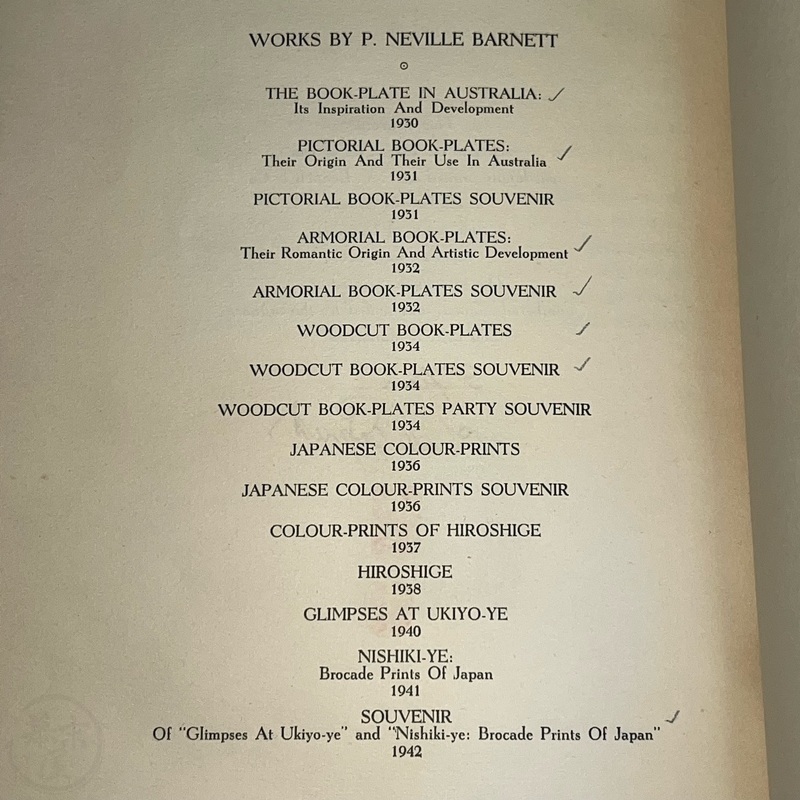 WORKS BY P. NEVILLE BARNETT
THE BOOK-PLATE IN AUSTRALIA:
Its Inspiration And Development
1930
PICTORIAL BOOK-PLATES:
Their Origin And Their Use In Australia
1931
PICTORIAL BOOK-PLATES SOUVENIR
1931
ARMORIAL BOOK-PLATES:
Their Romantic Origin And Artistic Development
1932
ARMORIAL BOOK-PLATES SOUVENIR
1932
WOODCUT BOOK-PLATES
1934
WOODCUT BOOK-PLATES SOUVENIR
1934
WOODCUT BOOK-PLATES PARTY SOUVENIR
1934
JAPANESE COLOUR-PRINTS
1936
JAPANESE COLOUR-PRINTS SOUVENIR
1936
COLOUR-PRINTS OF HIROSHIGE
1937
HIROSHIGE
1938
GLIMPSES AT UKIYO-YE
1940
NISHIKI-YE:
Brocade Prints Of Japan
1941
SOUVENIR
Of "Glimpses At Ukiyo-ye" and "Nishiki-ye: Brocade Prints Of Japan"
1942